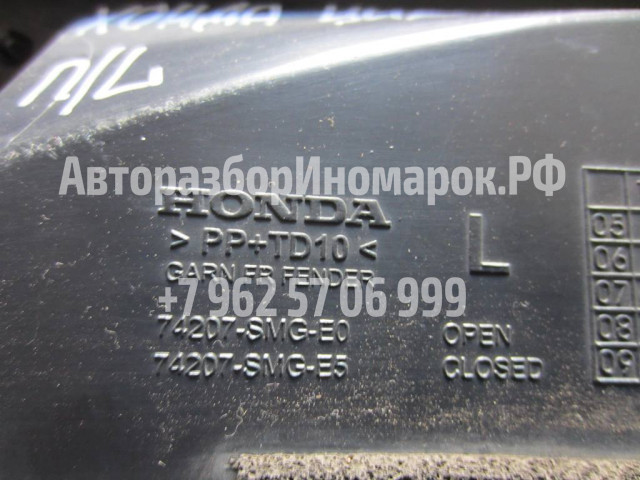 ХОНДА
П/L
АвторазборИномарок.РФ
HONDA
> PP+TD10 <
GARN FR FENDER
L
+7 962 57 06 999
74207-SMG-E0
74207-SMG-E5
OPEN
CLOSED
05
06
07
08
09